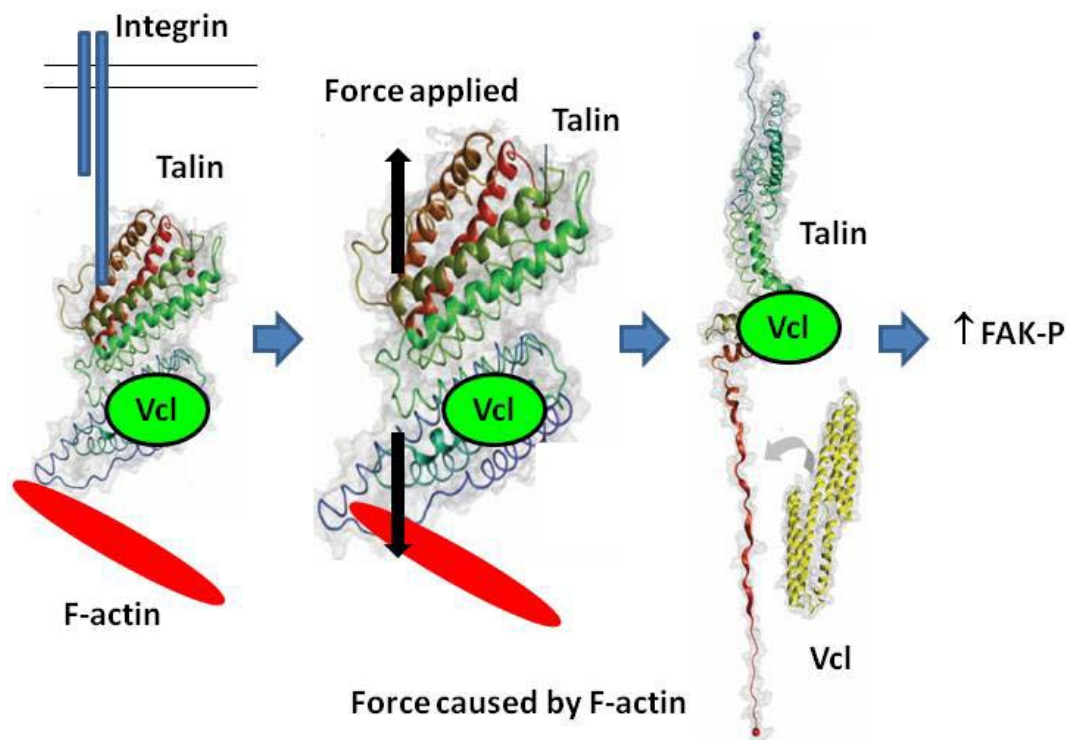 Integrin
Talin
Vcl
F-actin
Force applied
Talin
Vcl
Force caused by F-actin
Talin
Vcl
Vcl
↑ FAK-P